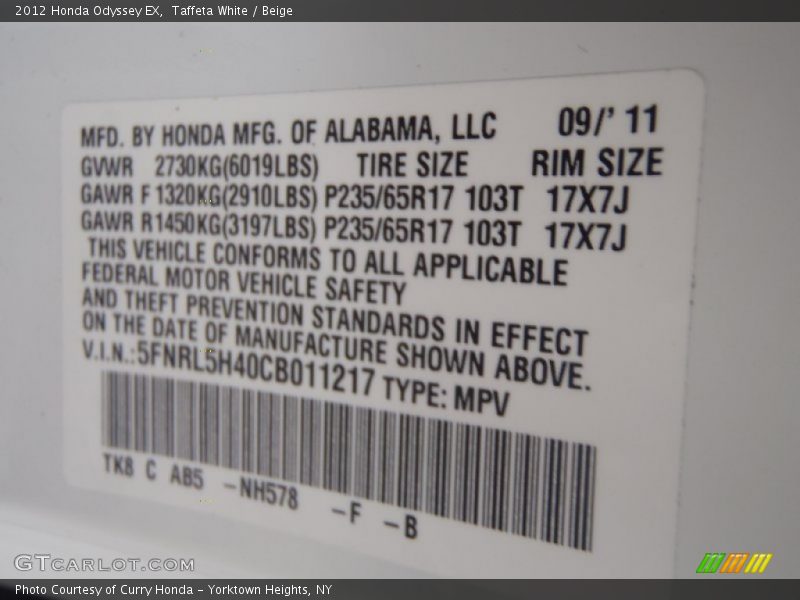 2012 Honda Odyssey EX,  Taffeta White / Beige
MFD. BY HONDA MFG. OF ALABAMA, LLC 09/' 11
GVWR 2730KG(6019LBS) TIRE SIZE RIM SIZE
GAWR F 1320KG(2910LBS) P235/65R17 103T 17X7J
GAWR R1450KG(3197LBS) P235/65R17 103T 17X7J
THIS VEHICLE CONFORMS TO ALL APPLICABLE
FEDERAL MOTOR VEHICLE SAFETY
AND THEFT PREVENTION STANDARDS IN EFFECT
ON THE DATE OF MANUFACTURE SHOWN ABOVE.
V.I.N.:5FNRL5H40CB011217 TYPE: MPV
TK8 C AB5 -NH578 -F -B
GTCARLOT.COM
Photo Courtesy of Curry Honda - Yorktown Heights, NY